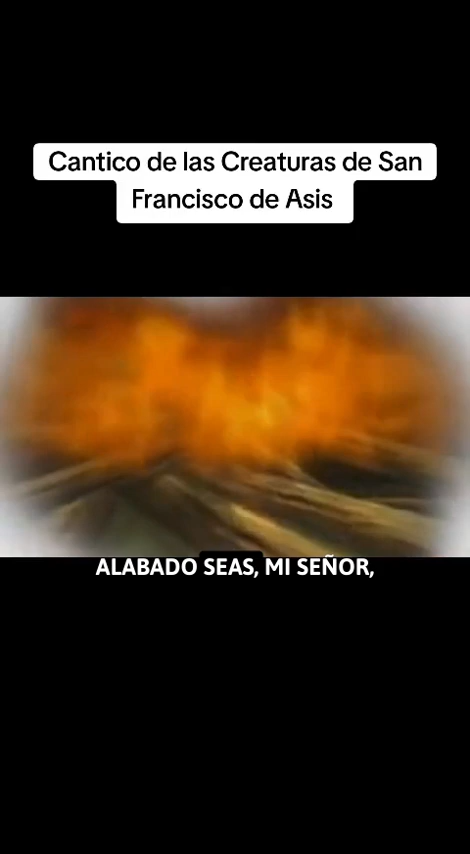 Cantico de las Creaturas de San
Francisco de Asis
ALABADO SEAS, MI SEÑOR,